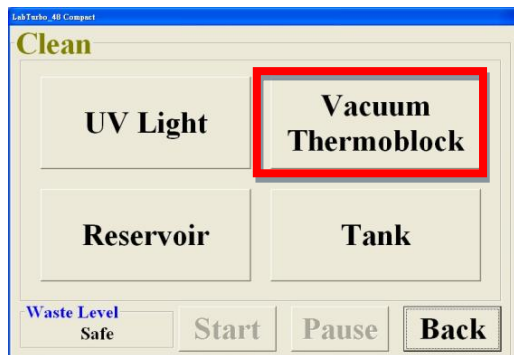 LabTurbo_48 Compact
Clean
UV Light
Vacuum
Thermoblock
Reservoir
Tank
Waste Level
Safe
Start
Pause
Back